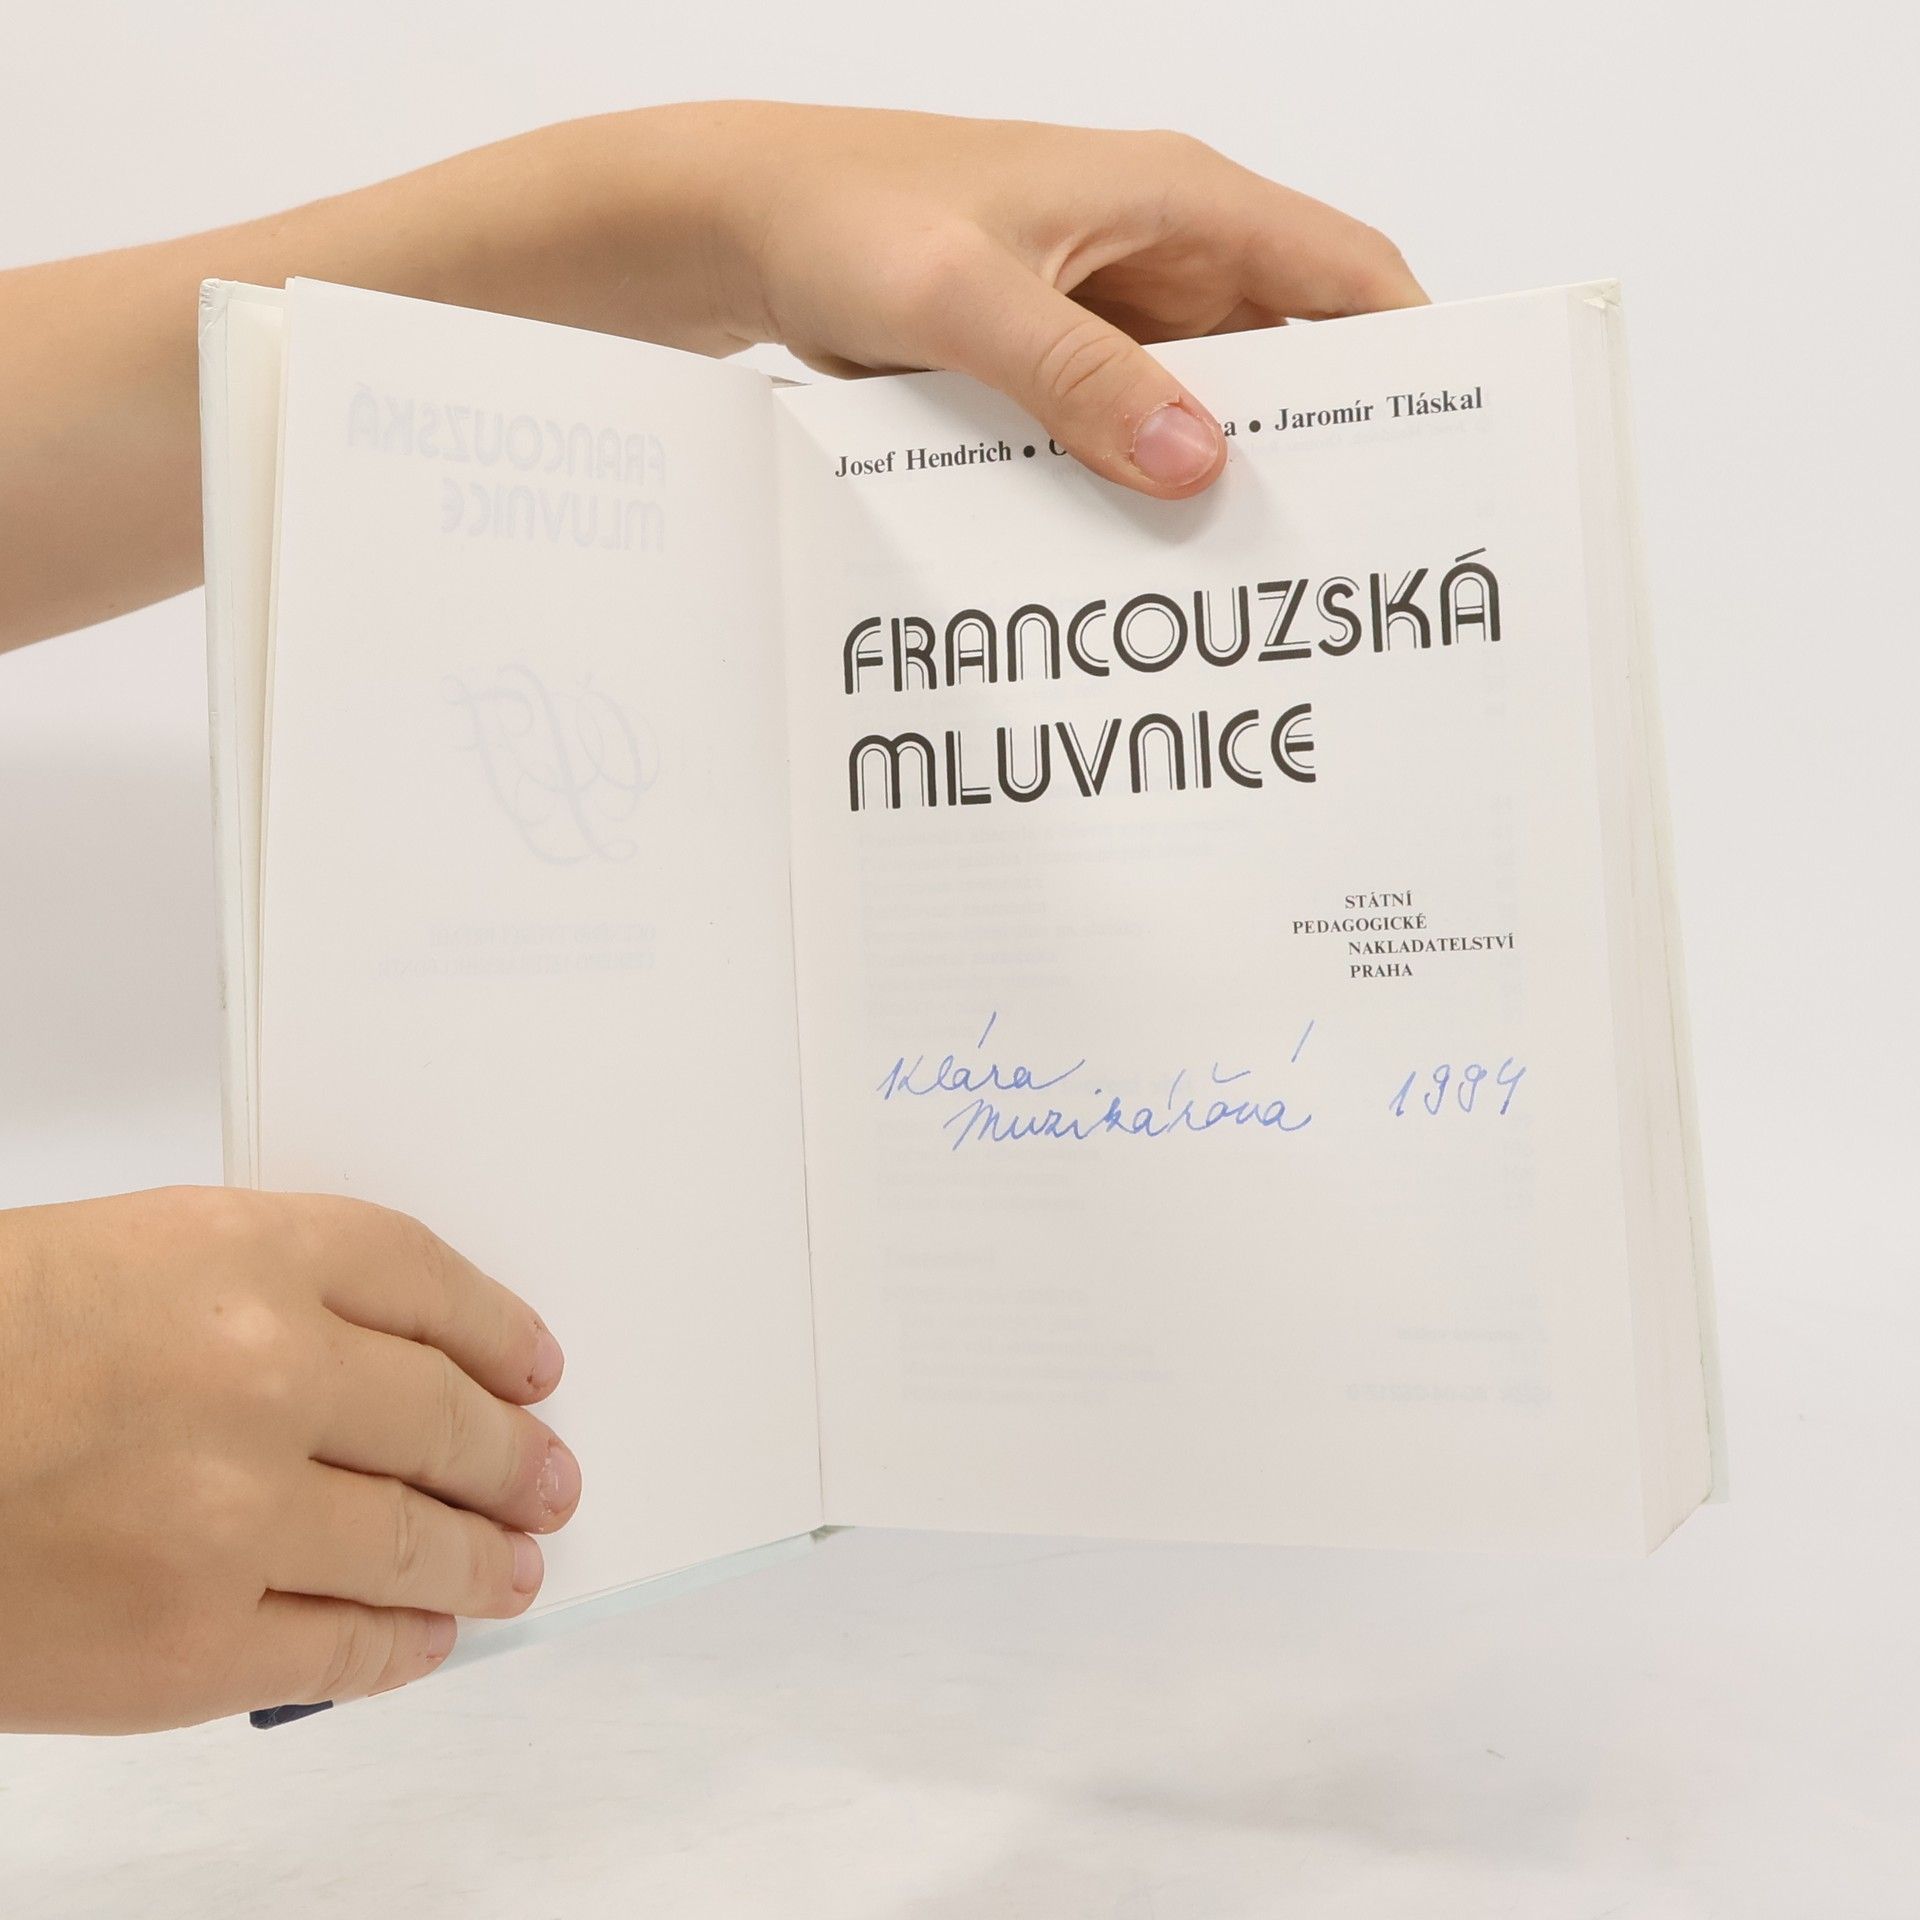 Josef Hendrich ● ● Jaromír Tláskal
FRANCOUZSKÁ
MLUVNICE
STÁTNÍ
PEDAGOGICKÉ
NAKLADATELSTVÍ
PRAHA
Klára
Muzikářová 1994